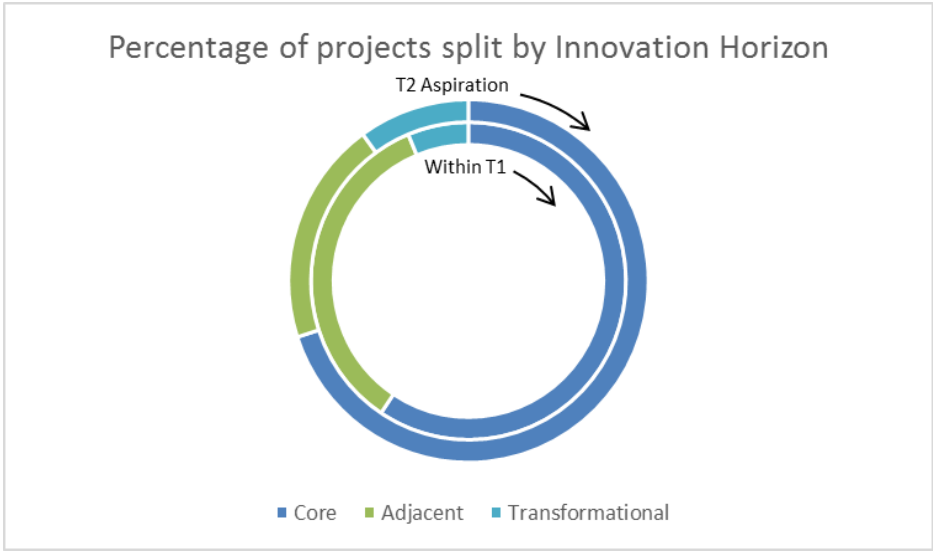 Percentage of projects split by Innovation Horizon
T2 Aspiration
Within T1
Core Adjacent Transformational